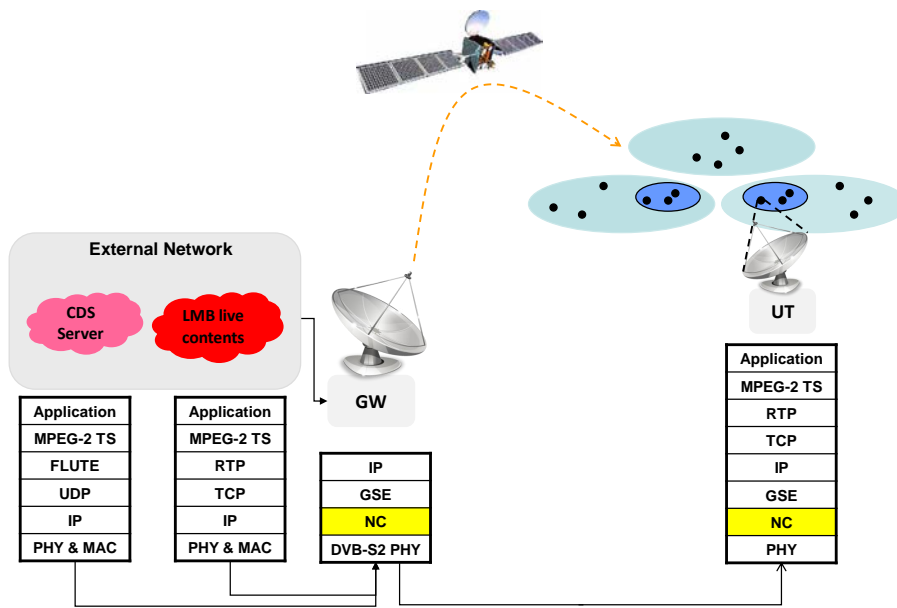 External Network
CDS
Server
LMB live
contents
GW
UT
Application
MPEG-2 TS
FLUTE
UDP
IP
PHY & MAC
Application
MPEG-2 TS
RTP
TCP
IP
PHY & MAC
IP
GSE
NC
DVB-S2 PHY
Application
MPEG-2 TS
RTP
TCP
IP
GSE
NC
PHY